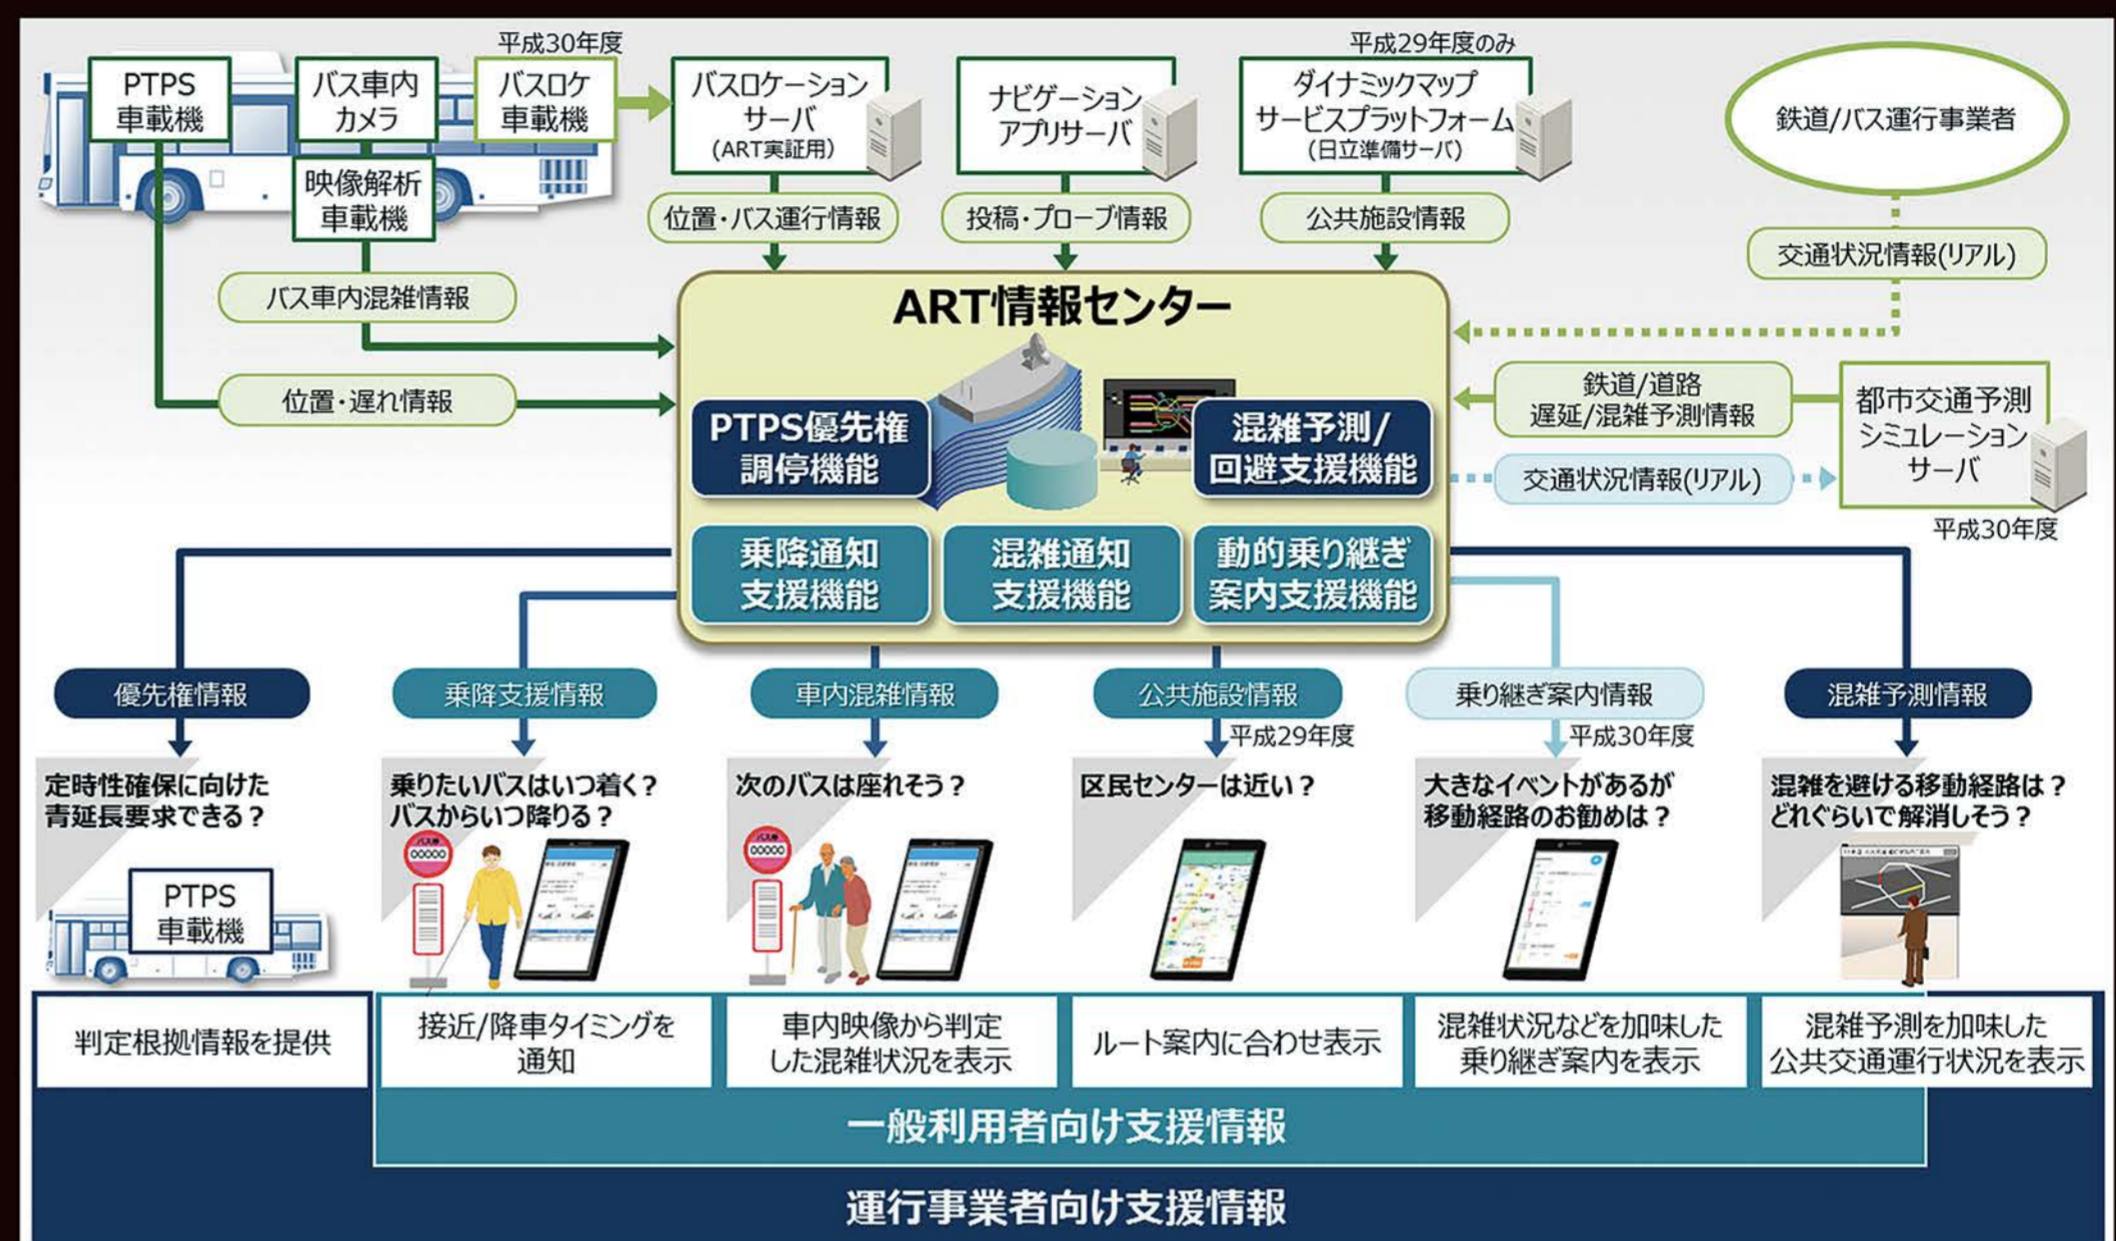 平成30年度
平成29年度のみ
PTPS
車載機
バス車内
カメラ
バスロケ
車載機
バスロケーション
サーバ
(ART実証用)
ナビゲーション
アプリサーバ
ダイナミックマップ
サービスプラットフォーム
(日立準備サーバ)
鉄道/バス運行事業者
映像解析
車載機
位置・バス運行情報
投稿・プローブ情報
公共施設情報
交通状況情報(リアル)
バス車内混雑情報
位置・遅れ情報
ART情報センター
PTPS優先権
調停機能
混雑予測/
回避支援機能
乗降通知
支援機能
混雑通知
支援機能
動的乗り継ぎ
案内支援機能
鉄道/道路
遅延/混雑予測情報
交通状況情報(リアル)
都市交通予測
シミュレーション
サーバ
平成30年度
優先権情報
乗降支援情報
車内混雑情報
公共施設情報
乗り継ぎ案内情報
混雑予測情報
平成29年度
平成30年度
定時性確保に向けた
青延長要求できる?
乗りたいバスはいつ着く?
バスからいつ降りる?
次のバスは座れそう?
区民センターは近い?
大きなイベントがあるが
移動経路のお勧めは?
混雑を避ける移動経路は?
どれぐらいで解消しそう?
PTPS
車載機
バス停
00000
バス停
00000
判定根拠情報を提供
接近/降車タイミングを
通知
車内映像から判定
した混雑状況を表示
ルート案内に合わせ表示
混雑状況などを加味した
乗り継ぎ案内を表示
混雑予測を加味した
公共交通運行状況を表示
一般利用者向け支援情報
運行事業者向け支援情報